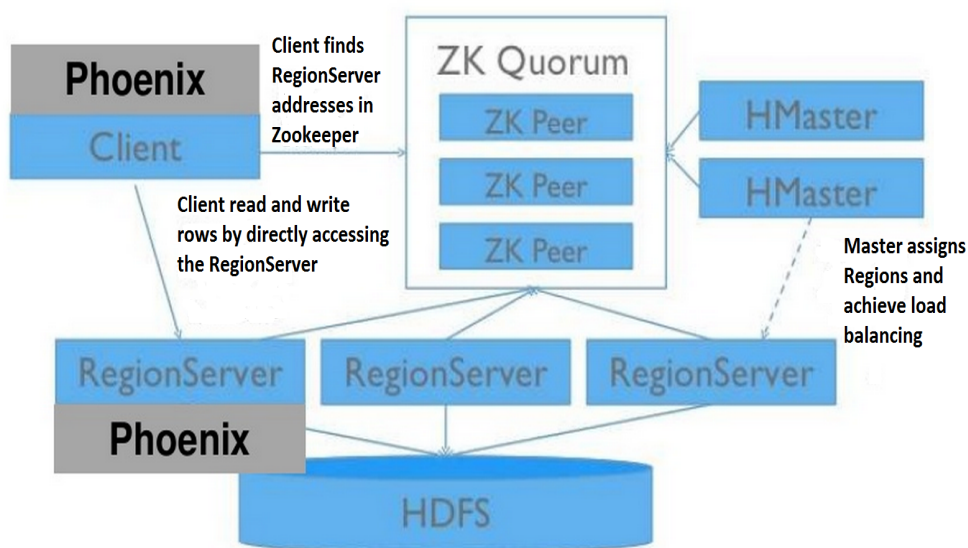 Phoenix
Client
Client finds
RegionServer
addresses in
Zookeeper
ZK Quorum
ZK Peer
ZK Peer
ZK Peer
HMaster
HMaster
Client read and write
rows by directly accessing
the RegionServer
Master assigns
Regions and
achieve load
balancing
RegionServer
RegionServer
RegionServer
Phoenix
HDFS